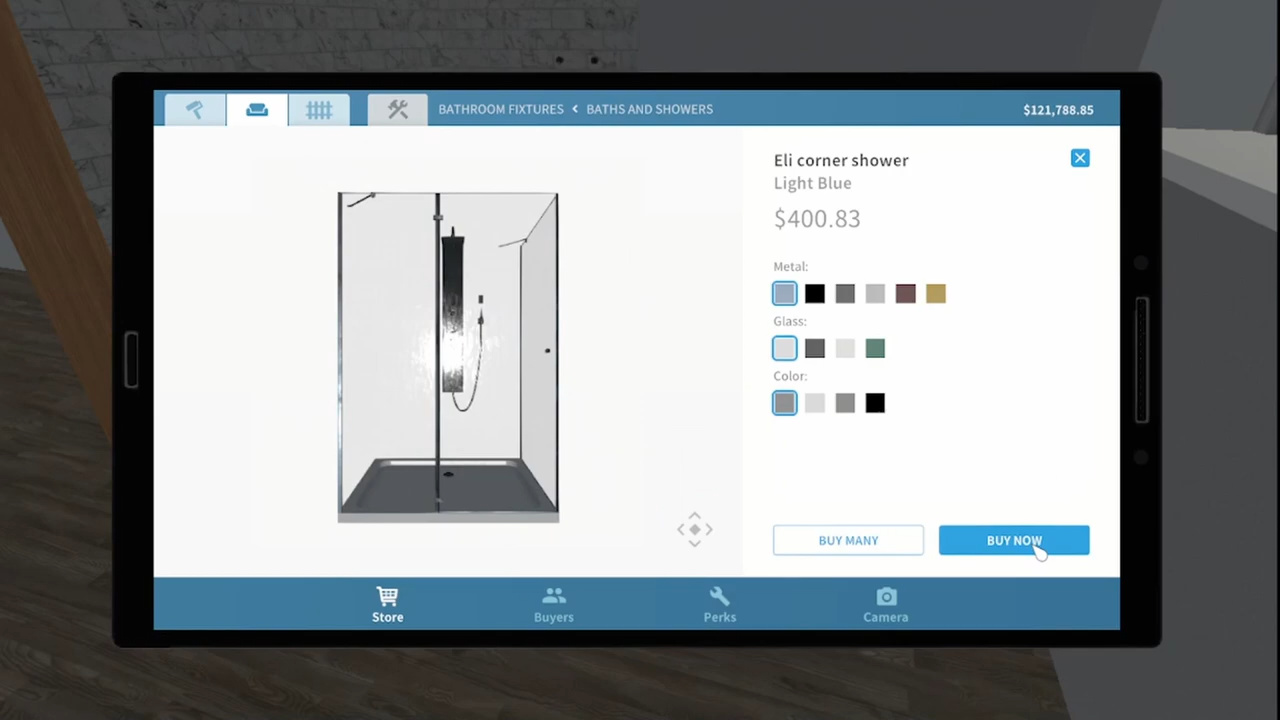 BATHROOM FIXTURES < BATHS AND SHOWERS
$121,788.85
Eli corner shower
Light Blue
$400.83
Metal:
Glass:
Color:
BUY MANY
BUY NOW
Store
Buyers
Perks
Camera